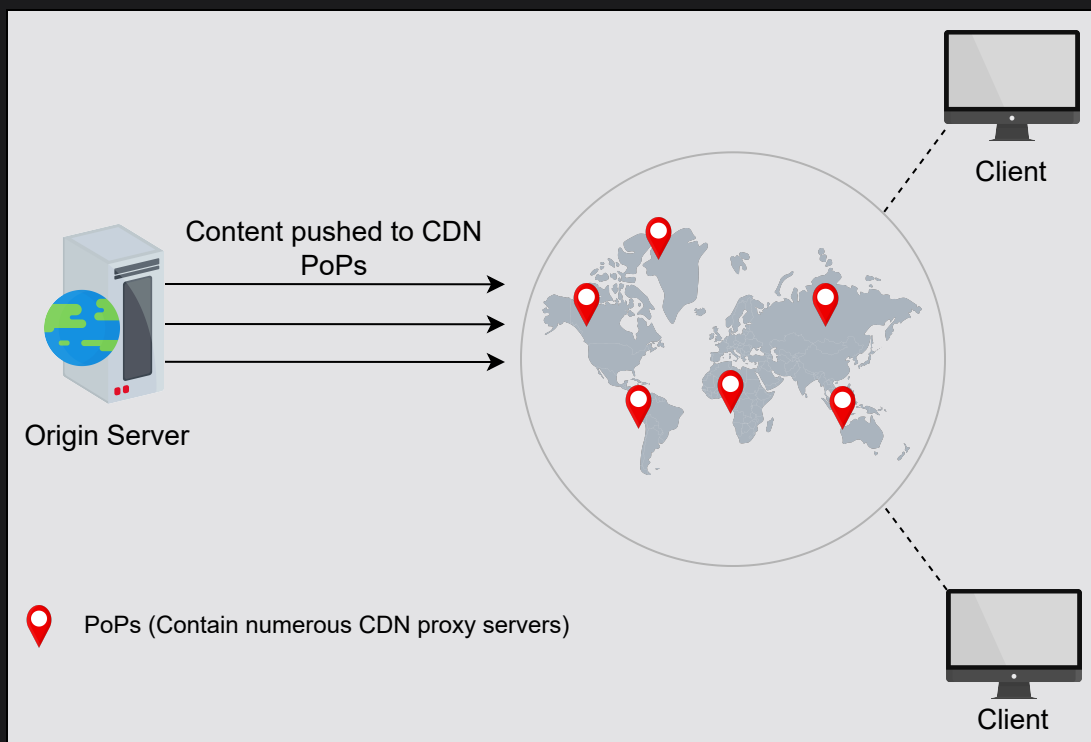 Client
Content pushed to CDN
PoPs
Origin Server
PoPs (Contain numerous CDN proxy servers)
Client